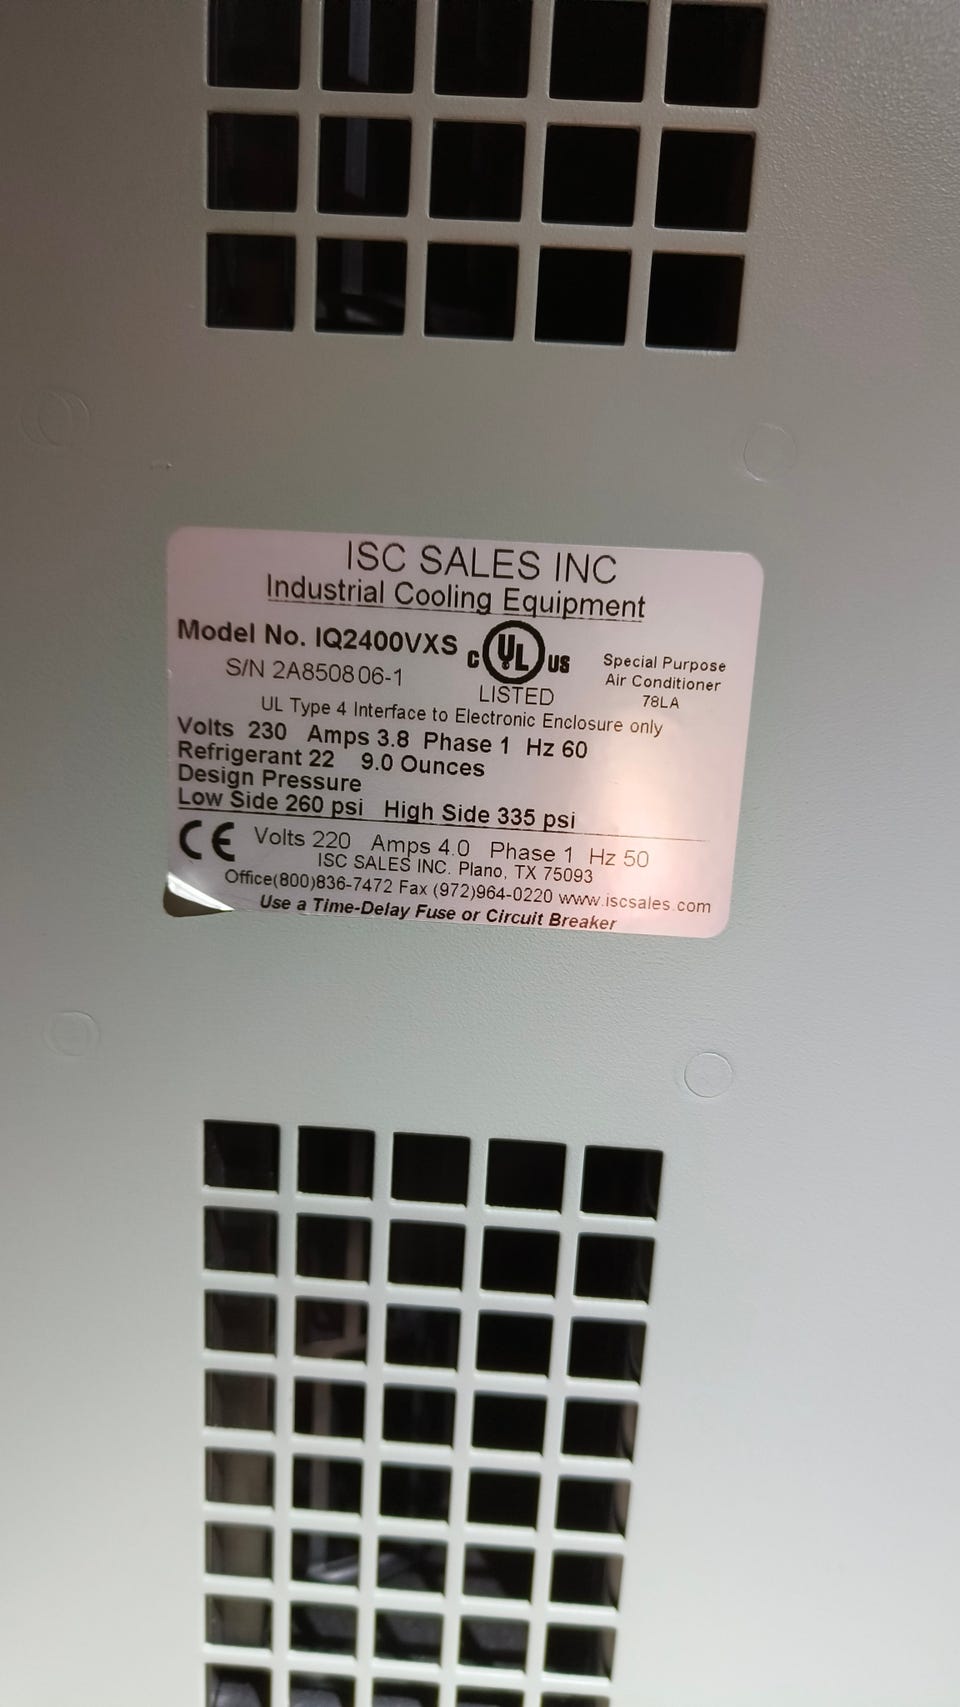 ISC SALES INC
Industrial Cooling Equipment
Model No. IQ2400VXS
S/N 2A850806-1
C UL US
LISTED
Special Purpose
Air Conditioner
78LA
UL Type 4 Interface to Electronic Enclosure only
Volts 230 Amps 3.8 Phase 1 Hz 60
Refrigerant 22 9.0 Ounces
Design Pressure
Low Side 260 psi High Side 335 psi
CE Volts 220 Amps 4.0 Phase 1 Hz 50
ISC SALES INC. Plano, TX 75093
Office(800)836-7472 Fax (972)964-0220 www.iscsales.com
Use a Time-Delay Fuse or Circuit Breaker